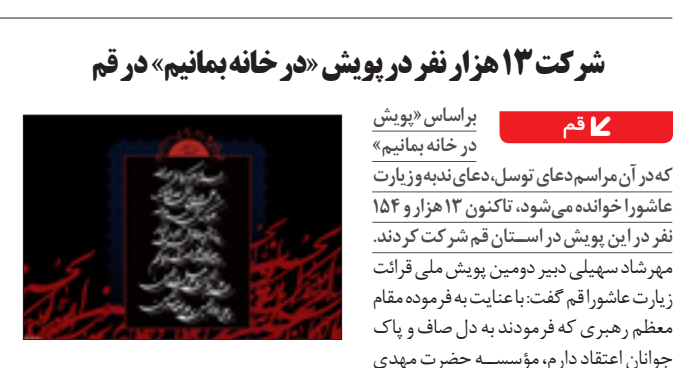 شرکت ۱۳ هزار نفر در پویش «در خانه بمانیم» در قم
قم
براساس «پویش
در خانه بمانیم»
که در آن مراسم دعای توسل، دعای ندبه و زیارت
عاشورا خوانده می‌شود، تاکنون ۱۳ هزار و ۱۵۴
نفر در این پویش در استان قم شرکت کردند.
مهرشاد سهیلی دبیر دومین پویش ملی قرائت
زیارت عاشورا قم گفت: با عنایت به فرموده مقام
معظم رهبری که فرمودند به دل صاف و پاک
جوانان اعتقاد دارم، مؤسسه حضرت مهدی